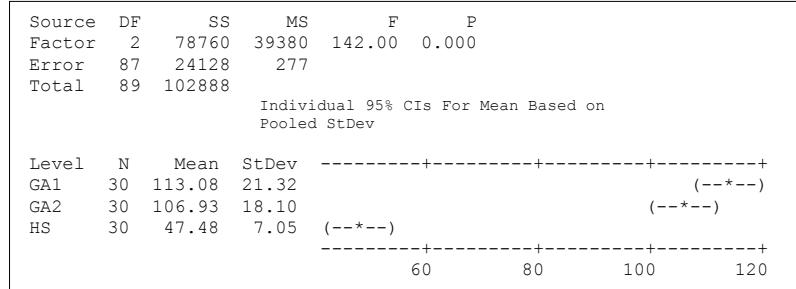 Source  DF      SS     MS       F      P
Factor   2   78760  39380  142.00  0.000
Error   87   24128    277
Total   89  102888
Individual 95% CIs For Mean Based on
Pooled StDev
Level   N    Mean  StDev  ---------+---------+---------+---------+
GA1    30  113.08  21.32                                   (--*--)
GA2    30  106.93  18.10                               (--*--)
HS     30   47.48   7.05  (--*--)
---------+---------+---------+---------+
60        80       100       120